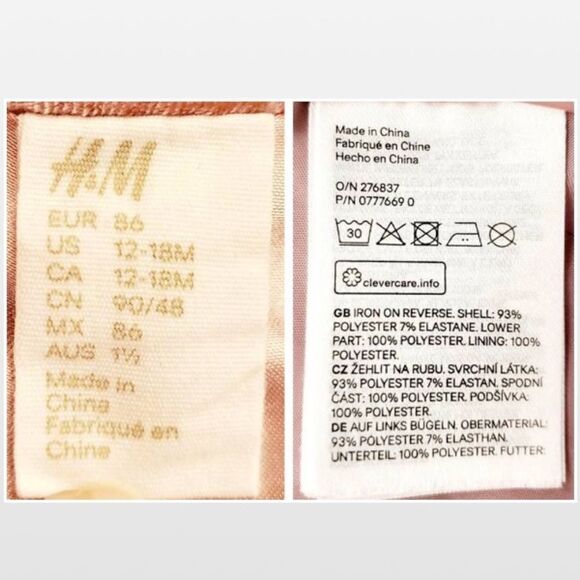 H&M
EUR 86
US 12-18M
CA 12-18M
CN 90/48
MX 86
AUS 1½
Made in
China
Fabriqué en
Chine
Made in China
Fabriqué en Chine
Hecho en China
O/N 276837
P/N 0777669 0
30
clevercare.info
GB IRON ON REVERSE. SHELL: 93%
POLYESTER 7% ELASTANE. LOWER
PART: 100% POLYESTER. LINING: 100%
POLYESTER.
CZ ŽEHLIT NA RUBU. SVRCHNÍ LÁTKA:
93% POLYESTER 7% ELASTAN. SPODNÍ
ČÁST: 100% POLYESTER. PODŠÍVKA:
100% POLYESTER.
DE AUF LINKS BÜGELN. OBERMATERIAL:
93% POLYESTER 7% ELASTHAN.
UNTERTEIL: 100% POLYESTER. FUTTER: